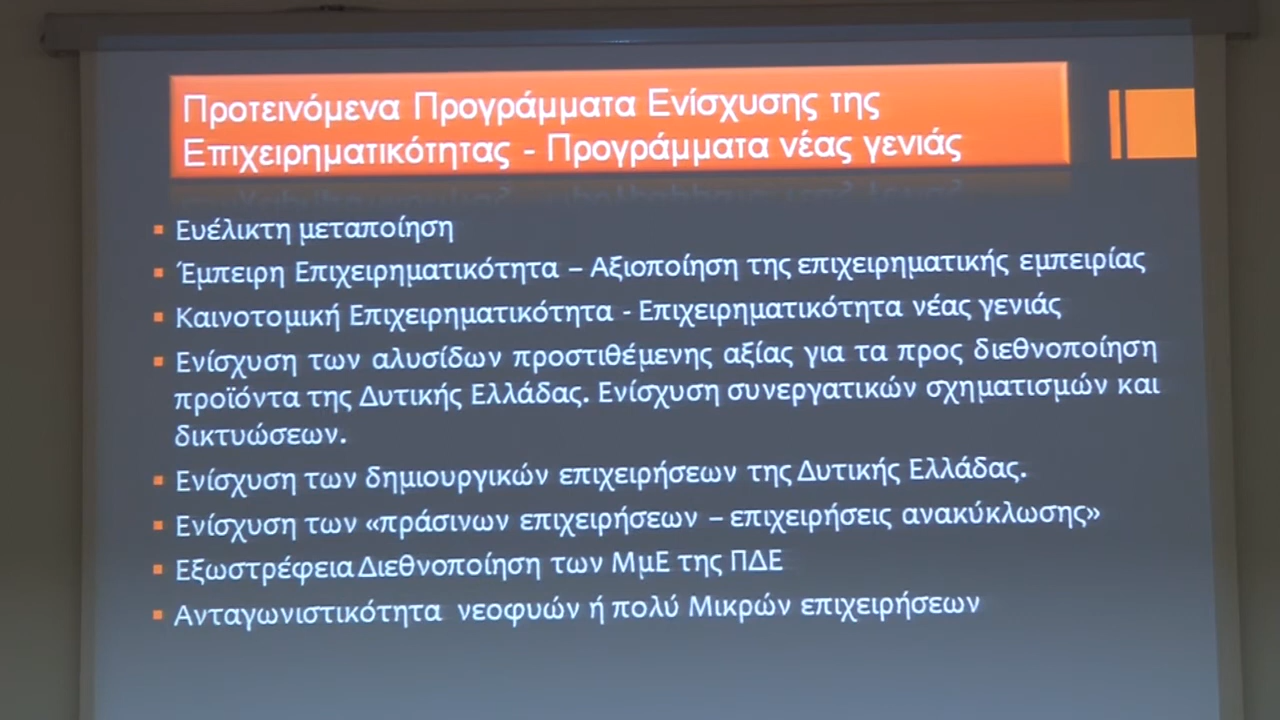 Προτεινόμενα Προγράμματα Ενίσχυσης της
Επιχειρηματικότητας - Προγράμματα νέας γενιάς
Ευέλικτη μεταποίηση
Έμπειρη Επιχειρηματικότητα – Αξιοποίηση της επιχειρηματικής εμπειρίας
Καινοτομική Επιχειρηματικότητα - Επιχειρηματικότητα νέας γενιάς
Ενίσχυση των αλυσίδων προστιθέμενης αξίας για τα προς διεθνοποίηση
προϊόντα της Δυτικής Ελλάδας. Ενίσχυση συνεργατικών σχηματισμών και
δικτυώσεων.
Ενίσχυση των δημιουργικών επιχειρήσεων της Δυτικής Ελλάδας.
Ενίσχυση των «πράσινων επιχειρήσεων – επιχειρήσεις ανακύκλωσης»
Εξωστρέφεια Διεθνοποίηση των ΜμΕ της ΠΔΕ
Ανταγωνιστικότητα νεοφυών ή πολύ Μικρών επιχειρήσεων